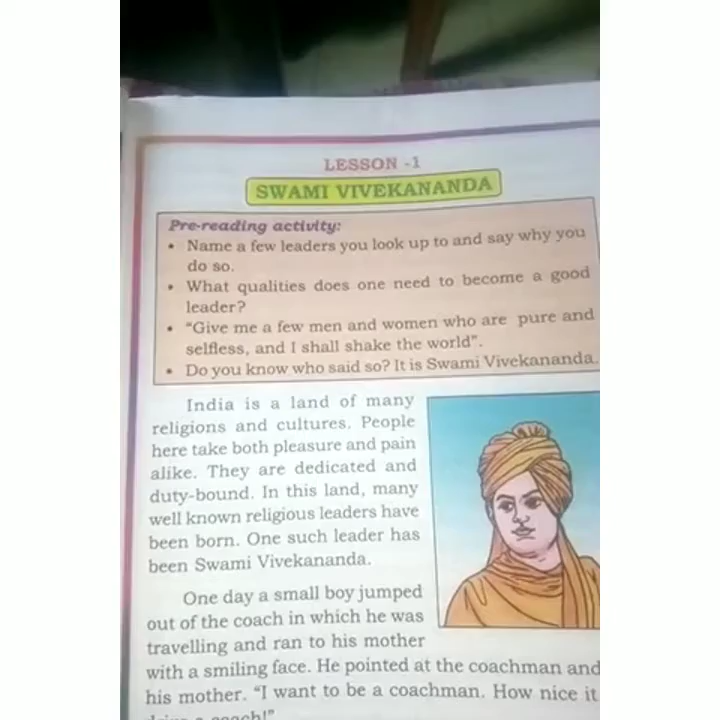 LESSON -1
SWAMI VIVEKANANDA
Pre-reading activity:
• Name a few leaders you look up to and say why you
do so.
• What qualities does one need to become a good
leader?
• "Give me a few men and women who are pure and
selfless, and I shall shake the world".
• Do you know who said so? It is Swami Vivekananda.
India is a land of many
religions and cultures. People
here take both pleasure and pain
alike. They are dedicated and
duty-bound. In this land, many
well known religious leaders have
been born. One such leader has
been Swami Vivekananda.
One day a small boy jumped
out of the coach in which he was
travelling and ran to his mother
with a smiling face. He pointed at the coachman and
his mother. "I want to be a coachman. How nice it
a coach!"